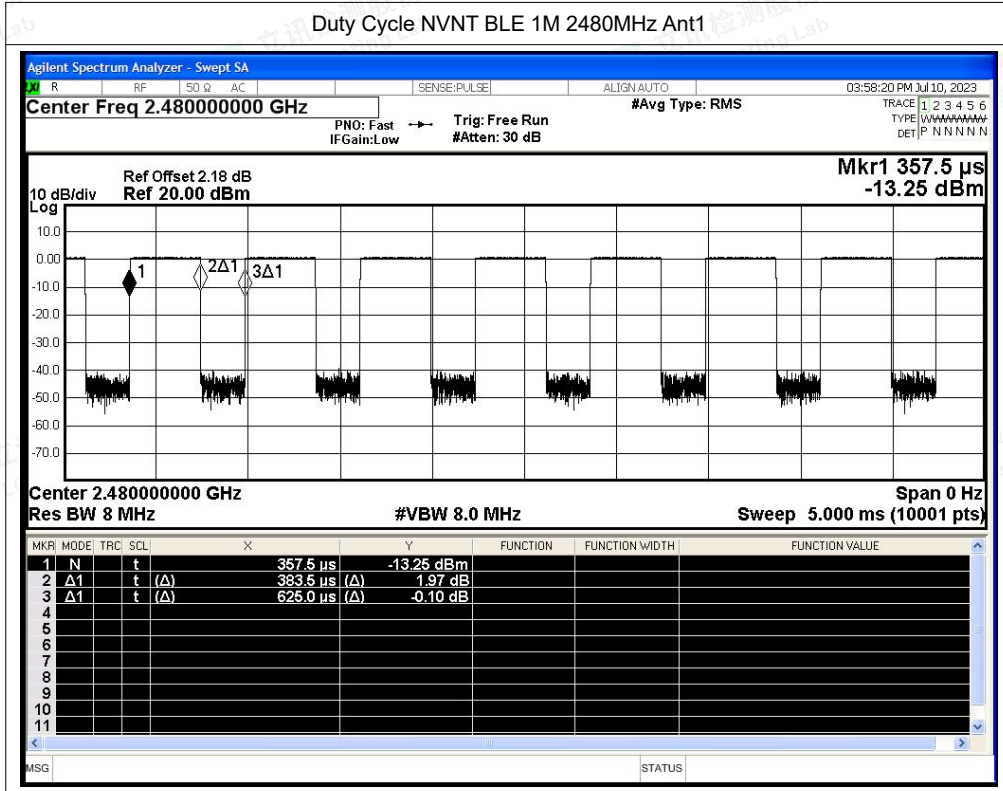 Duty Cycle NVNT BLE 1M 2480MHz Ant1
Agilent Spectrum Analyzer - Swept SA
R RF 50 Ω AC SENSE:PULSE ALIGN AUTO 03:58:20 PM Jul 10, 2023
Center Freq 2.480000000 GHz #Avg Type: RMS TRACE 1 2 3 4 5 6
PNO: Fast Trig: Free Run TYPE W
IFGain:Low #Atten: 30 dB DET P N N N N N
Mkr1 357.5 µs
Ref Offset 2.18 dB
10 dB/div Ref 20.00 dBm -13.25 dBm
Log
10.0
0.00
1 2Δ1 3Δ1
-10.0
-20.0
-30.0
-40.0
-50.0
-60.0
-70.0
Center 2.480000000 GHz Span 0 Hz
Res BW 8 MHz #VBW 8.0 MHz Sweep 5.000 ms (10001 pts)
MKR MODE TRC SCL X Y FUNCTION FUNCTION WIDTH FUNCTION VALUE
1 N t 357.5 µs -13.25 dBm
2 Δ1 t (Δ) 383.5 µs (Δ) 1.97 dB
3 Δ1 t (Δ) 625.0 µs (Δ) -0.10 dB
4
5
6
7
8
9
10
11
MSG STATUS